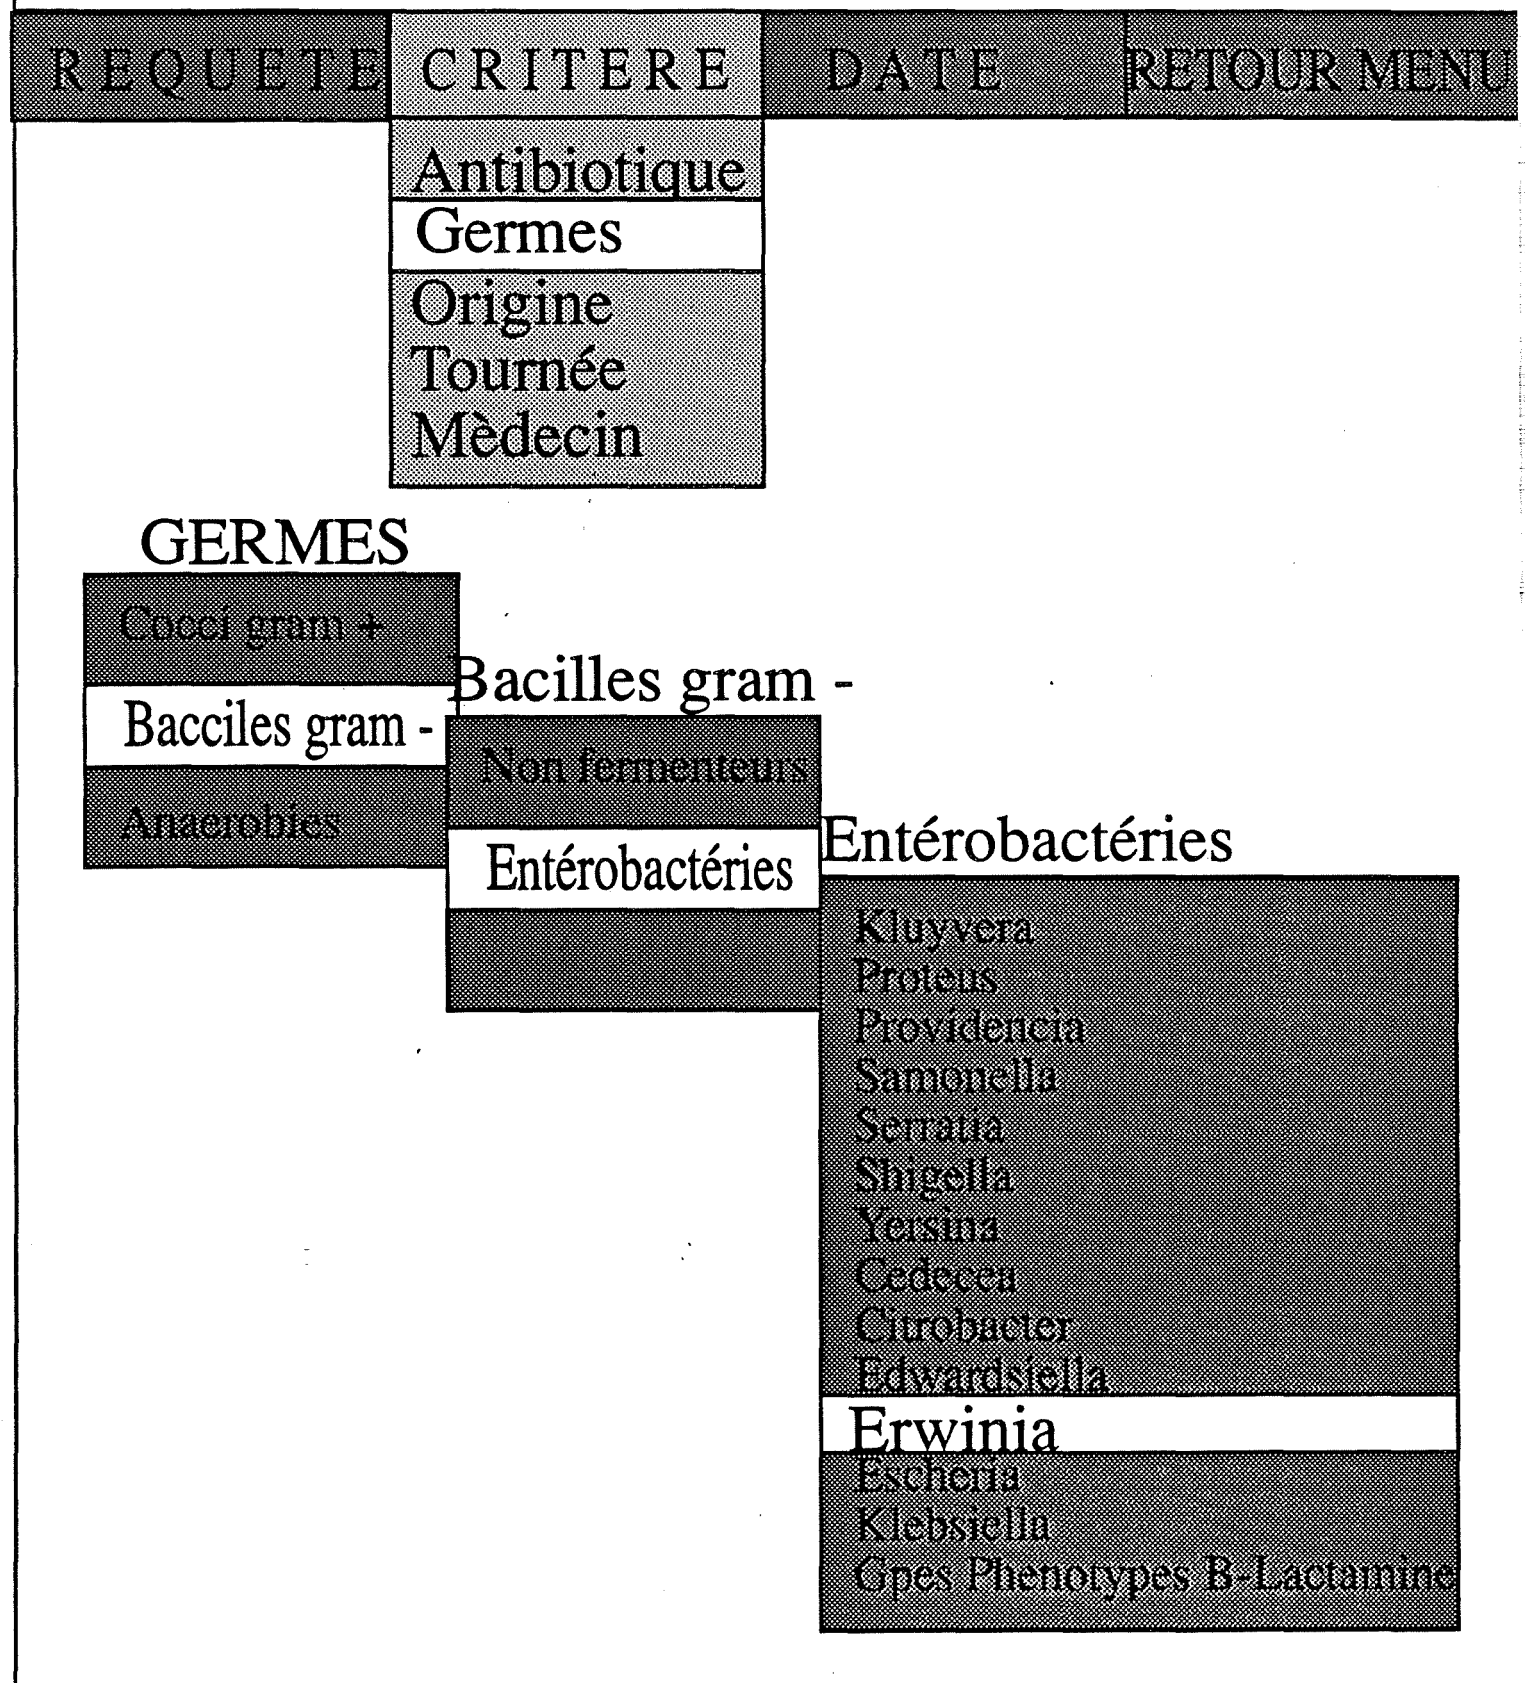 REQUETE CRITERE DATE RETOUR MENU
Antibiotique
Germes
Origine
Tournée
Mèdecin
GERMES
Cocci gram +
Bacciles gram -
Anaerobies
Bacilles gram -
Non fermenteurs
Entérobactéries
Entérobactéries
Kluyvera
Proteus
Providencia
Samonella
Serratia
Shigella
Yersina
Cedecea
Citrobacter
Edwardsiella
Erwinia
Escheria
Klebsiella
Gpes Phenotypes B-Lactamine